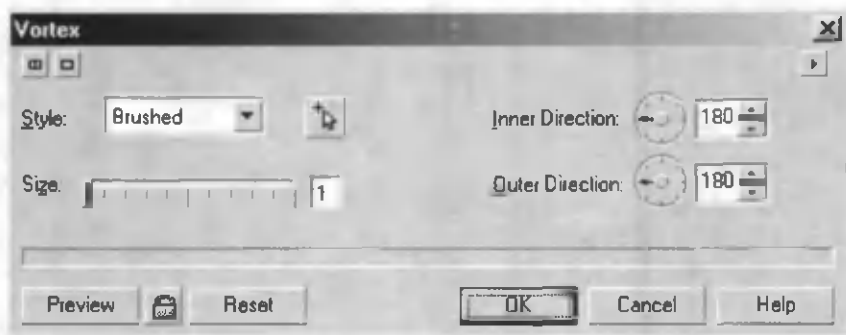 Vortex
Style: Brushed
Inner Direction: 180
Size: 1
Outer Direction: 180
Preview Reset OK Cancel Help